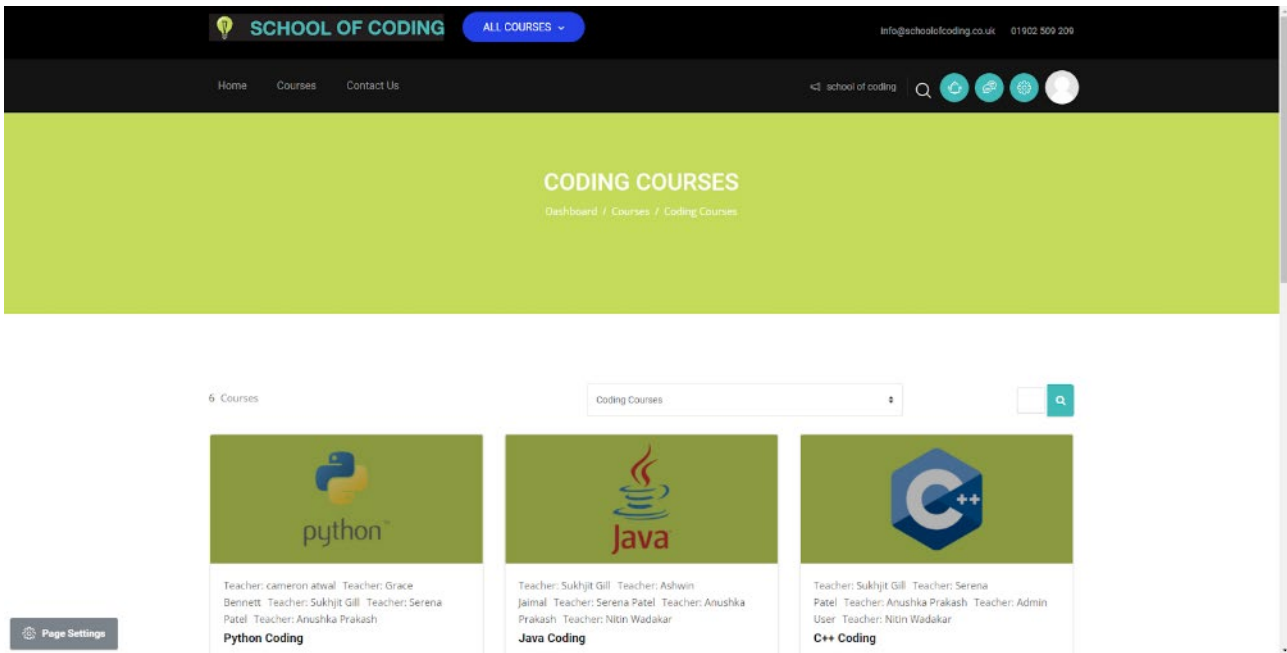 SCHOOL OF CODING
ALL COURSES
info@schoolofcoding.co.uk 01902 509 209
Home Courses Contact Us
school of coding
CODING COURSES
Dashboard / Courses / Coding Courses
6 Courses
Coding Courses
python™
Java
C++
Teacher: cameron atwal Teacher: Grace
Bennett Teacher: Sukhjit Gill Teacher: Serena
Patel Teacher: Anushka Prakash
Python Coding
Teacher: Sukhjit Gill Teacher: Ashwin
Jaimal Teacher: Serena Patel Teacher: Anushka
Prakash Teacher: Nitin Wadakar
Java Coding
Teacher: Sukhjit Gill Teacher: Serena
Patel Teacher: Anushka Prakash Teacher: Admin
User Teacher: Nitin Wadakar
C++ Coding
Page Settings